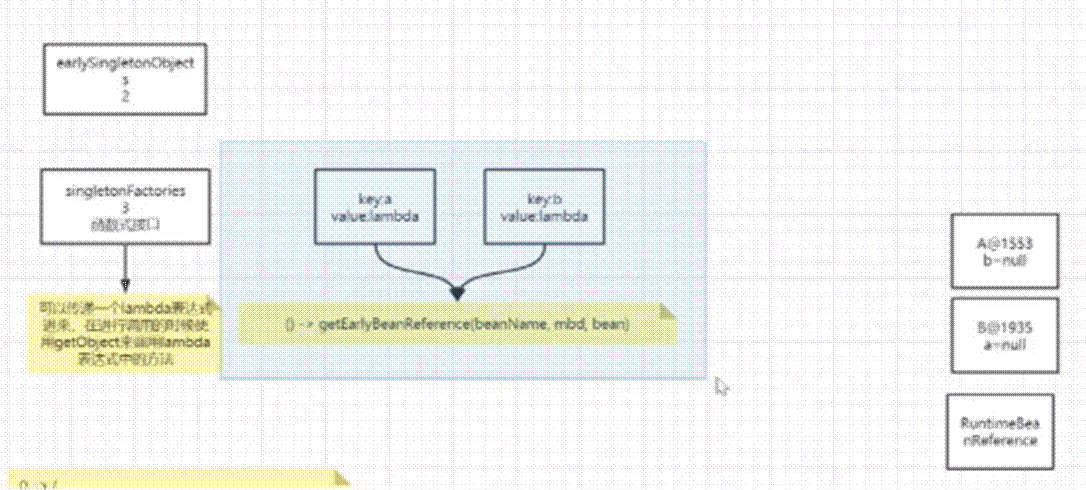 earlySingletonObject
s
2
singletonFactories
3
函数式接口
key:a
value:lambda
key:b
value:lambda
可以传递一个lambda表达式
进来，在进行调用的时候使
用getObject来调用lambda
表达式中的方法
() -> getEarlyBeanReference(beanName, mbd, bean)
A@1553
b=null
B@1935
a=null
RuntimeBea
nReference